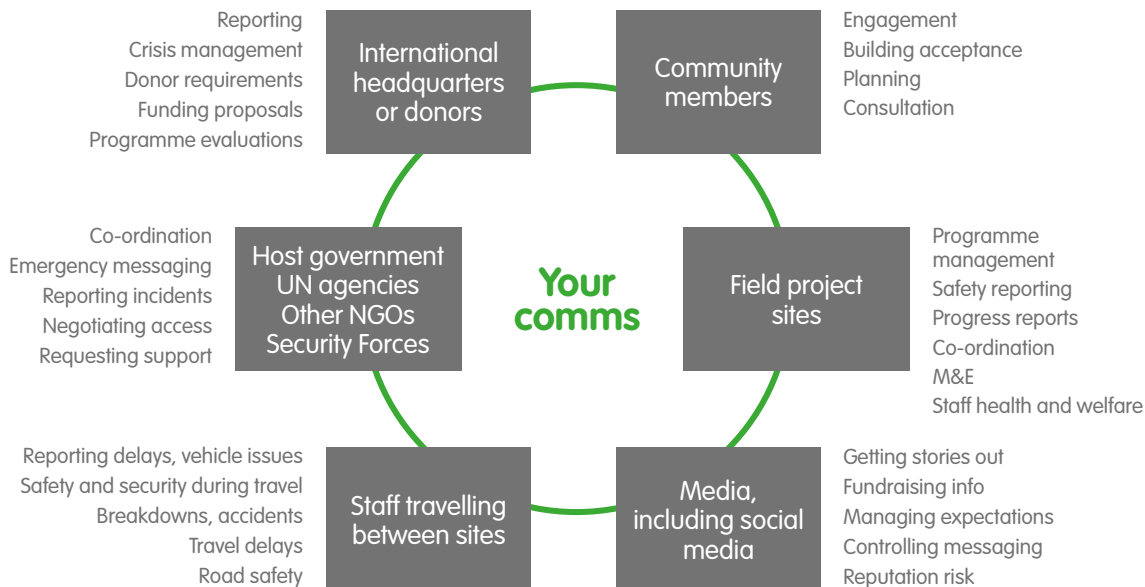 Reporting
Crisis management
Donor requirements
Funding proposals
Programme evaluations
International
headquarters
or donors
Community
members
Engagement
Building acceptance
Planning
Consultation
Co-ordination
Emergency messaging
Reporting incidents
Negotiating access
Requesting support
Host government
UN agencies
Other NGOs
Security Forces
Your
comms
Field project
sites
Programme
management
Safety reporting
Progress reports
Co-ordination
M&E
Staff health and welfare
Reporting delays, vehicle issues
Safety and security during travel
Breakdowns, accidents
Travel delays
Road safety
Staff travelling
between sites
Media,
including social
media
Getting stories out
Fundraising info
Managing expectations
Controlling messaging
Reputation risk